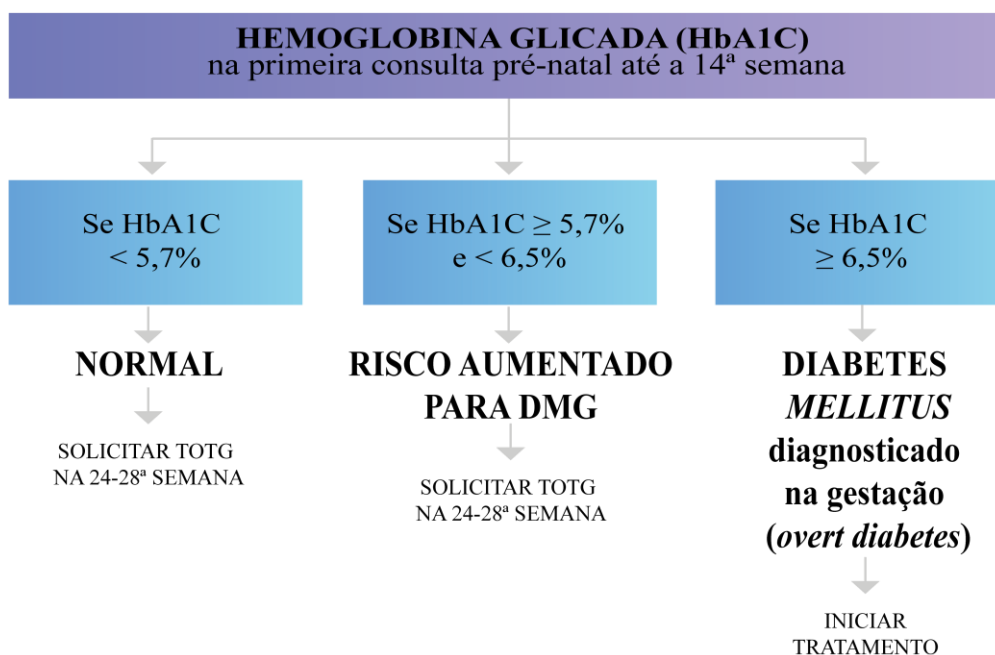 HEMOGLOBINA GLICADA (HbA1C)
na primeira consulta pré-natal até a 14ª semana
Se HbA1C
< 5,7%
NORMAL
SOLICITAR TOTG
NA 24-28ª SEMANA
Se HbA1C ≥ 5,7%
e < 6,5%
RISCO AUMENTADO
PARA DMG
SOLICITAR TOTG
NA 24-28ª SEMANA
Se HbA1C
≥ 6,5%
DIABETES
MELLITUS
diagnosticado
na gestação
(overt diabetes)
INICIAR
TRATAMENTO